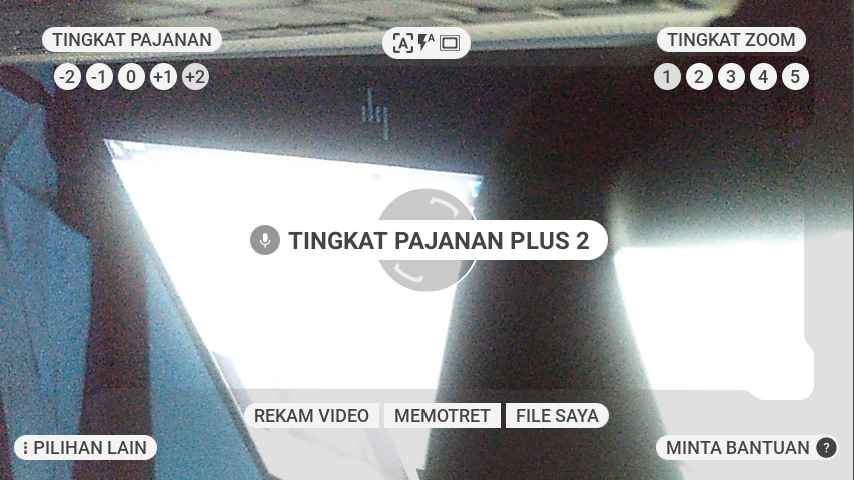 TINGKAT PAJANAN
-2 -1 0 +1 +2
A A
TINGKAT ZOOM
1 2 3 4 5
hp
TINGKAT PAJANAN PLUS 2
REKAM VIDEO MEMOTRET FILE SAYA
PILIHAN LAIN
MINTA BANTUAN ?